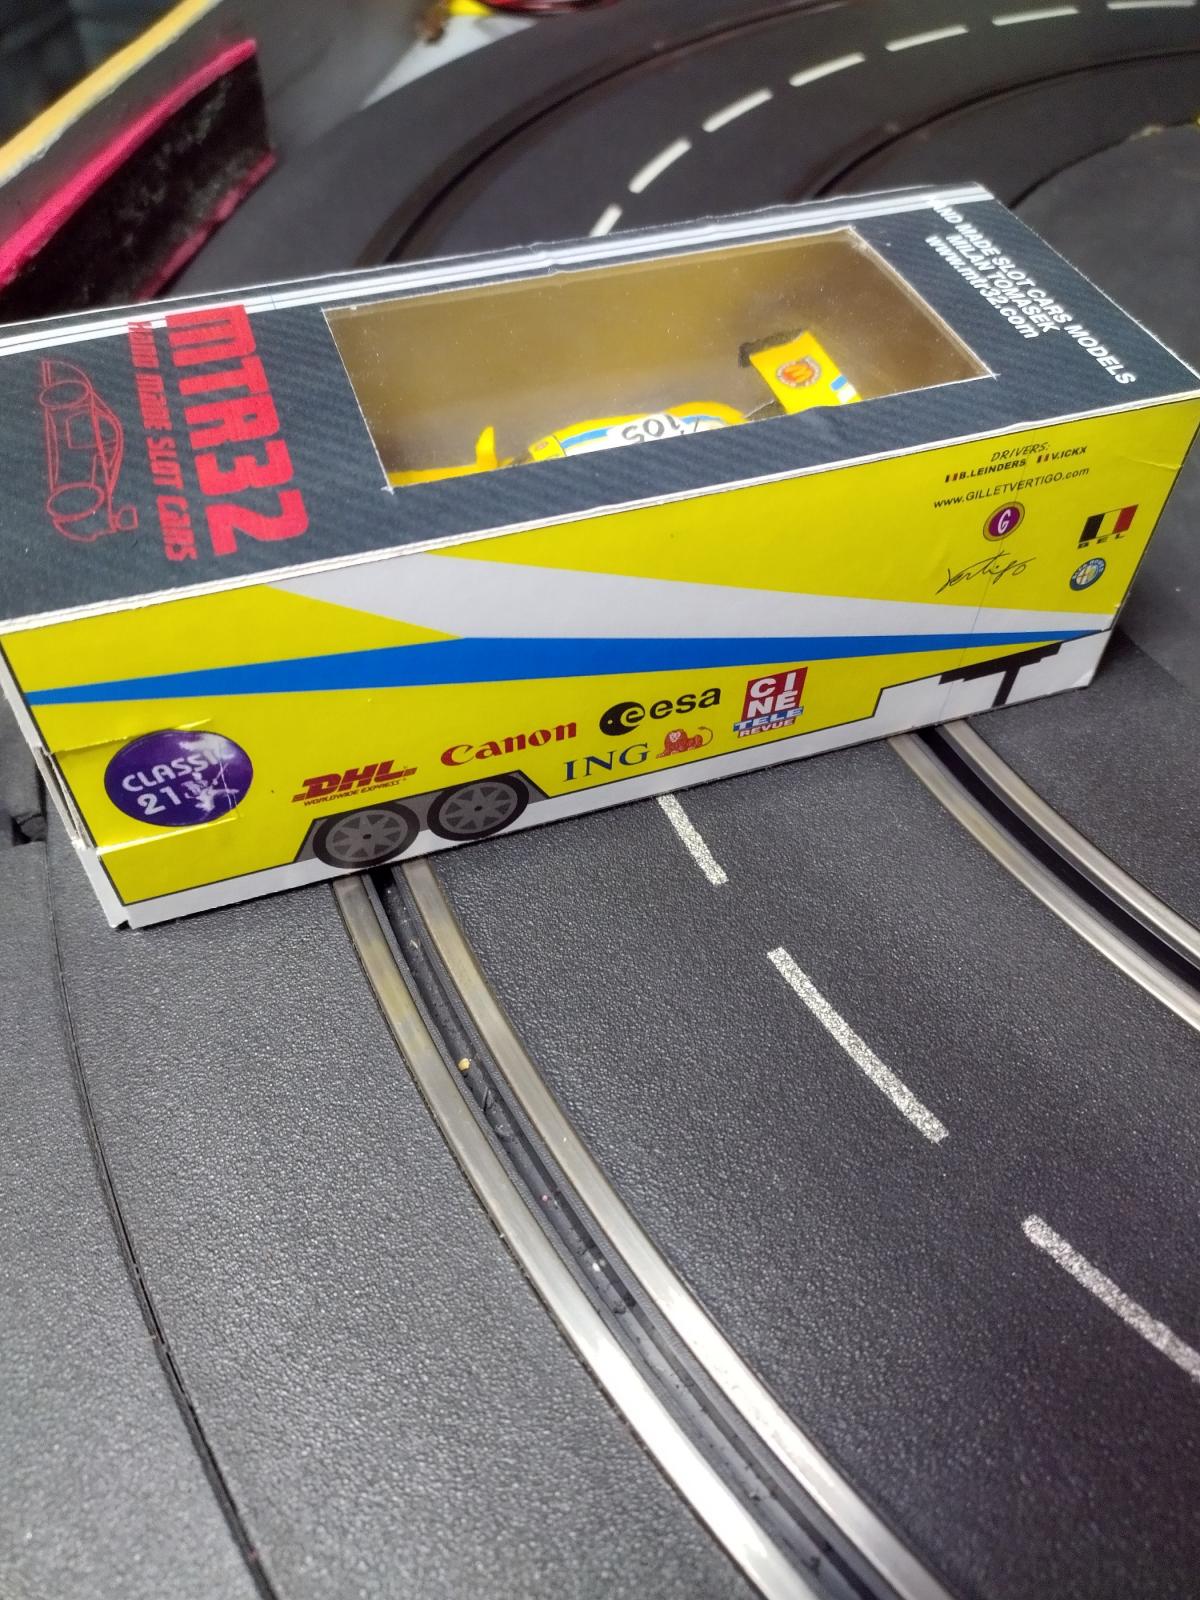 HAND MADE SLOT CARS MODELS
MILAN TOMASEK
www.mtr32.com
MTR32
HAND MADE SLOT CARS
105
DRIVERS:
B.LEINDERS V.ICKX
www.GILLETVERTIGO.com
G
Vertigo
BEL
CLASSIC
21
DHL
WORLDWIDE EXPRESS
Canon
esa
ING
CINE
TELE
REVUE